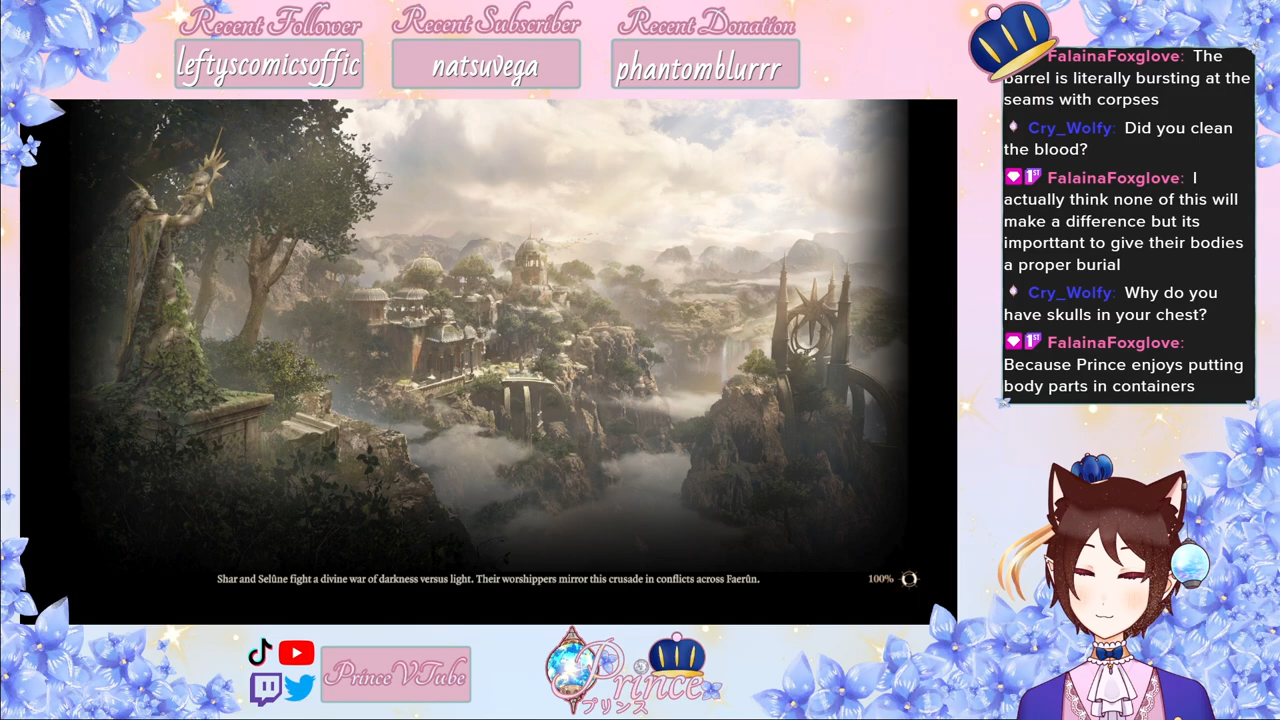 Recent Follower
leftyscomicsoffic
Recent Subscriber
natsuvega
Recent Donation
phantomblurrr
FalainaFoxglove: The
barrel is literally bursting at the
seams with corpses
Cry_Wolfy: Did you clean
the blood?
1ST FalainaFoxglove: I
actually think none of this will
make a difference but its
importtant to give their bodies
a proper burial
Cry_Wolfy: Why do you
have skulls in your chest?
1ST FalainaFoxglove:
Because Prince enjoys putting
body parts in containers
Shar and Selûne fight a divine war of darkness versus light. Their worshippers mirror this crusade in conflicts across Faerûn.
100%
Prince VTube
Prince
プリンス